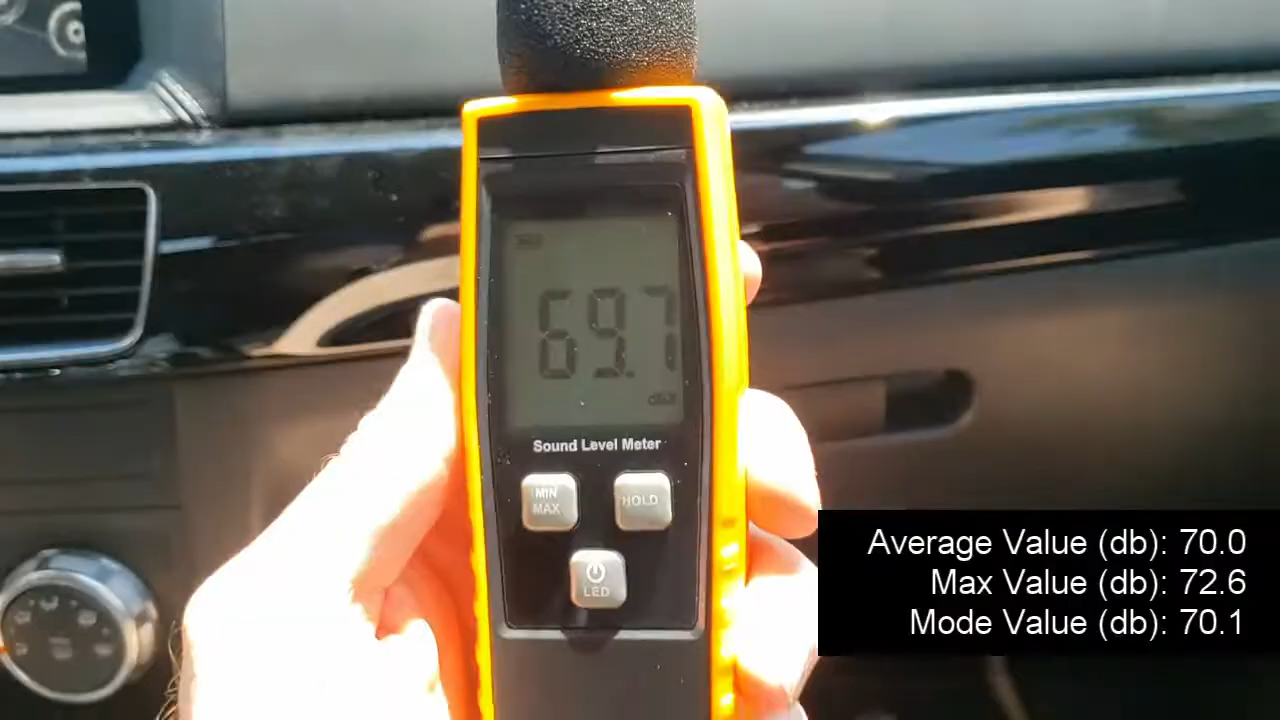 69.7
Sound Level Meter
MIN
MAX
HOLD
LED
Average Value (db): 70.0
Max Value (db): 72.6
Mode Value (db): 70.1